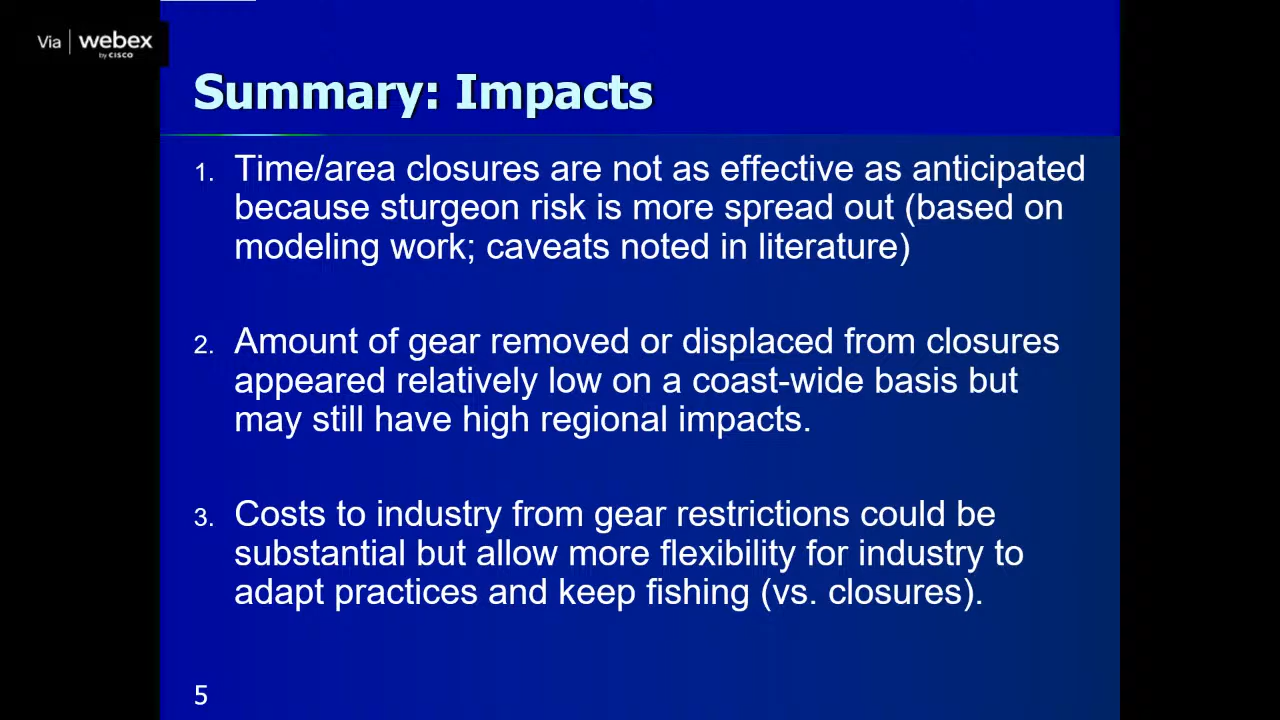 Via | webex
by CISCO
Summary: Impacts
1. Time/area closures are not as effective as anticipated
because sturgeon risk is more spread out (based on
modeling work; caveats noted in literature)
2. Amount of gear removed or displaced from closures
appeared relatively low on a coast-wide basis but
may still have high regional impacts.
3. Costs to industry from gear restrictions could be
substantial but allow more flexibility for industry to
adapt practices and keep fishing (vs. closures).
5